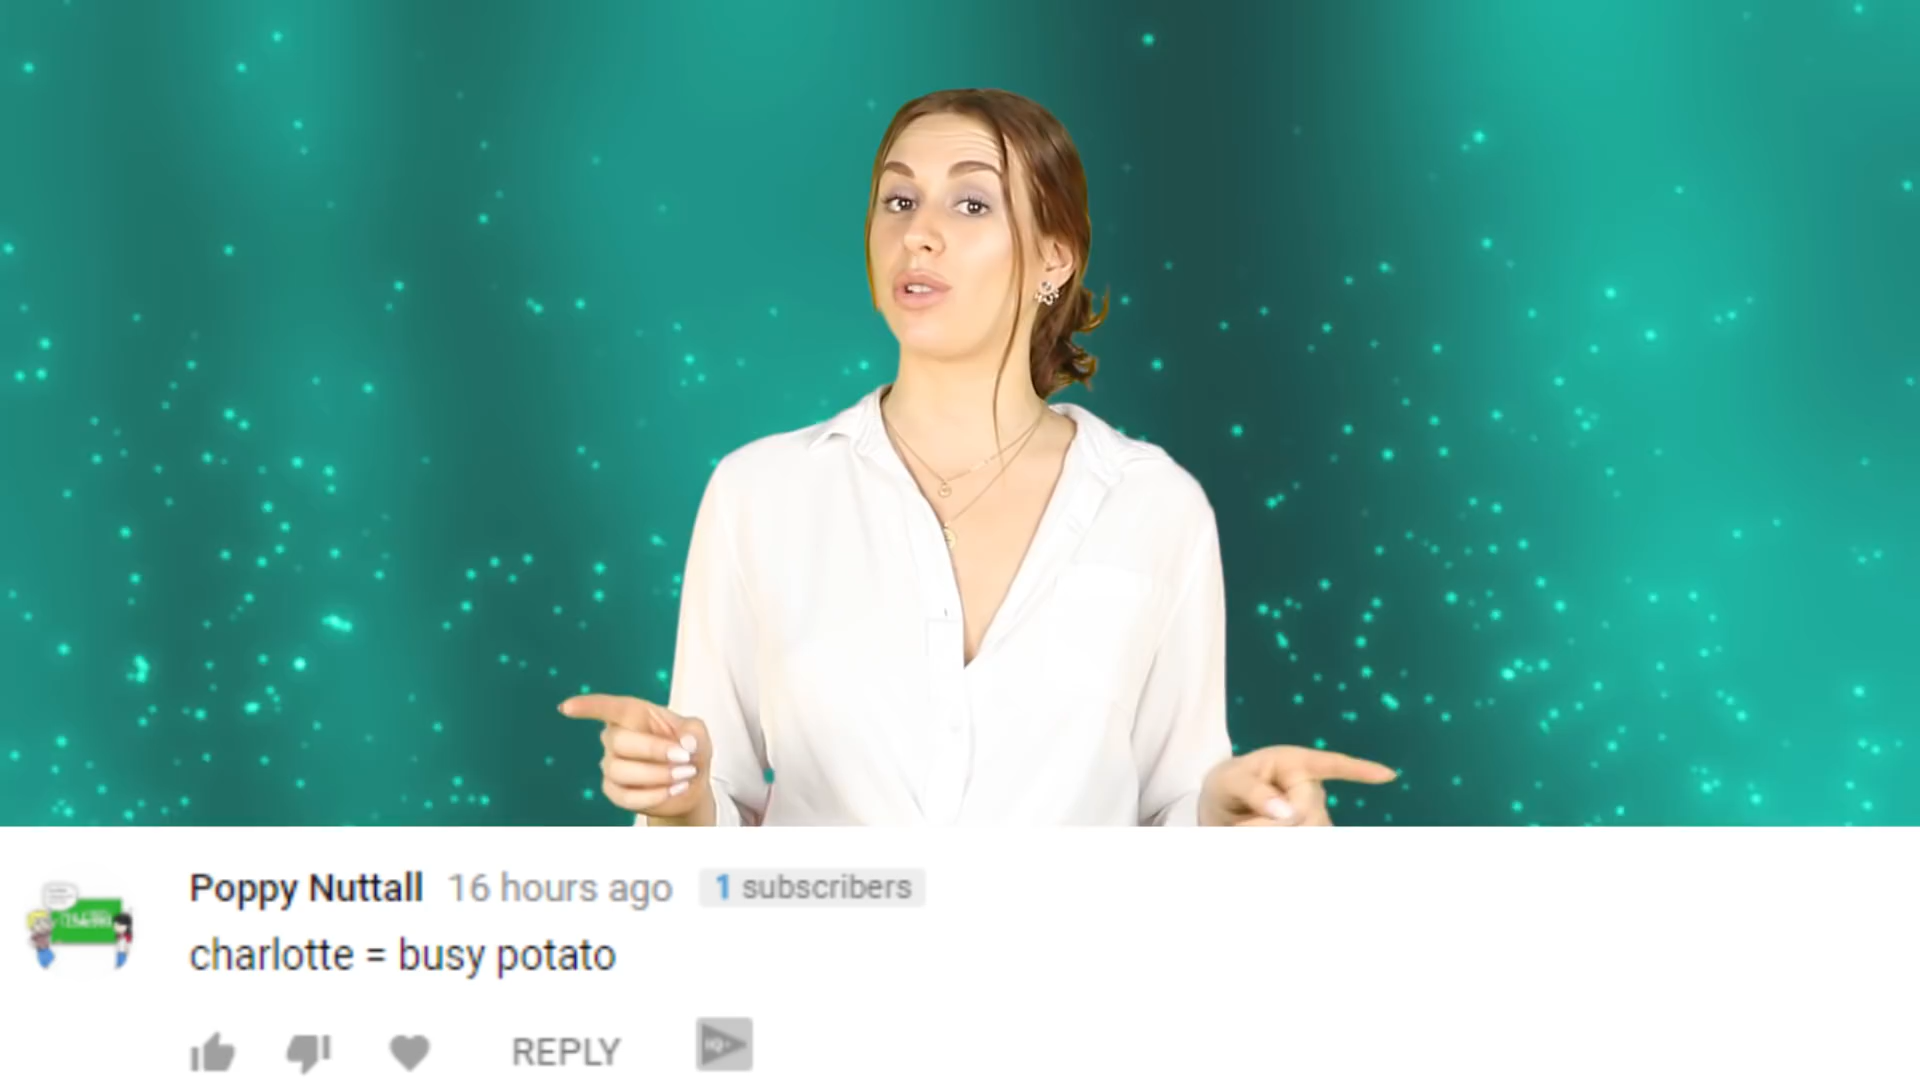 Poppy Nuttall 16 hours ago 1 subscribers
charlotte = busy potato
REPLY